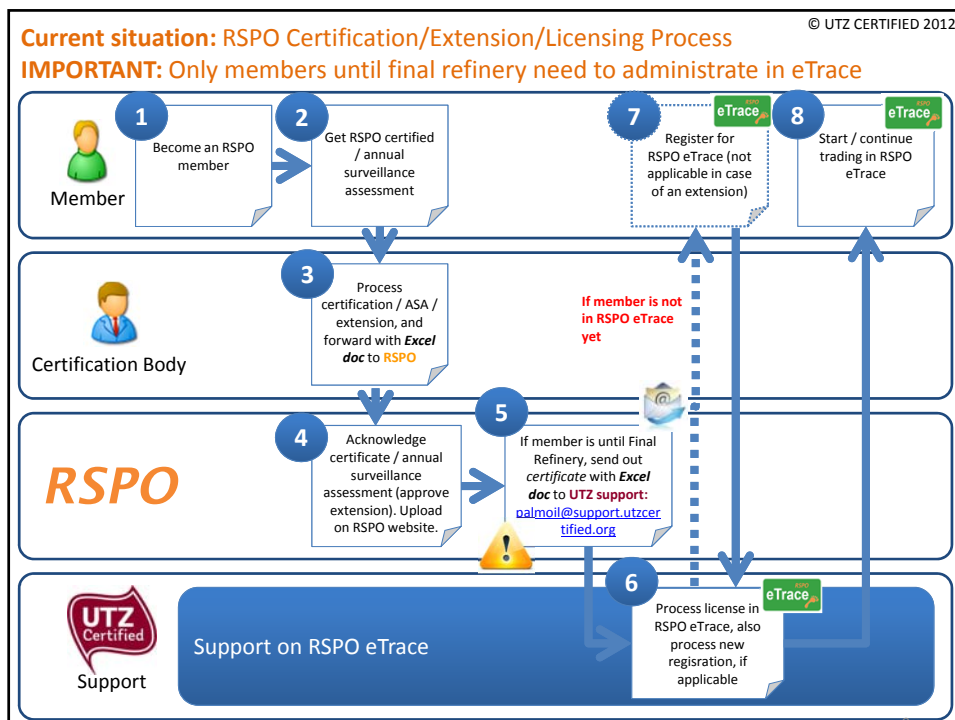 © UTZ CERTIFIED 2012
Current situation: RSPO Certification/Extension/Licensing Process
IMPORTANT: Only members until final refinery need to administrate in eTrace
1
Become an RSPO
member
2
Get RSPO certified
/ annual
surveillance
assessment
7
RSPO
eTrace
Register for
RSPO eTrace (not
applicable in case
of an extension)
8
RSPO
eTrace
Start / continue
trading in RSPO
eTrace
Member
3
Process
certification / ASA /
extension, and
forward with Excel
doc to RSPO
If member is not
in RSPO eTrace
yet
Certification Body
RSPO
4
Acknowledge
certificate / annual
surveillance
assessment (approve
extension). Upload
on RSPO website.
5
@
If member is until Final
Refinery, send out
certificate with Excel
doc to UTZ support:
palmoil@support.utzcer
tified.org
!
UTZ
Certified
Support
Support on RSPO eTrace
6
RSPO
eTrace
Process license in
RSPO eTrace, also
process new
regisration, if
applicable